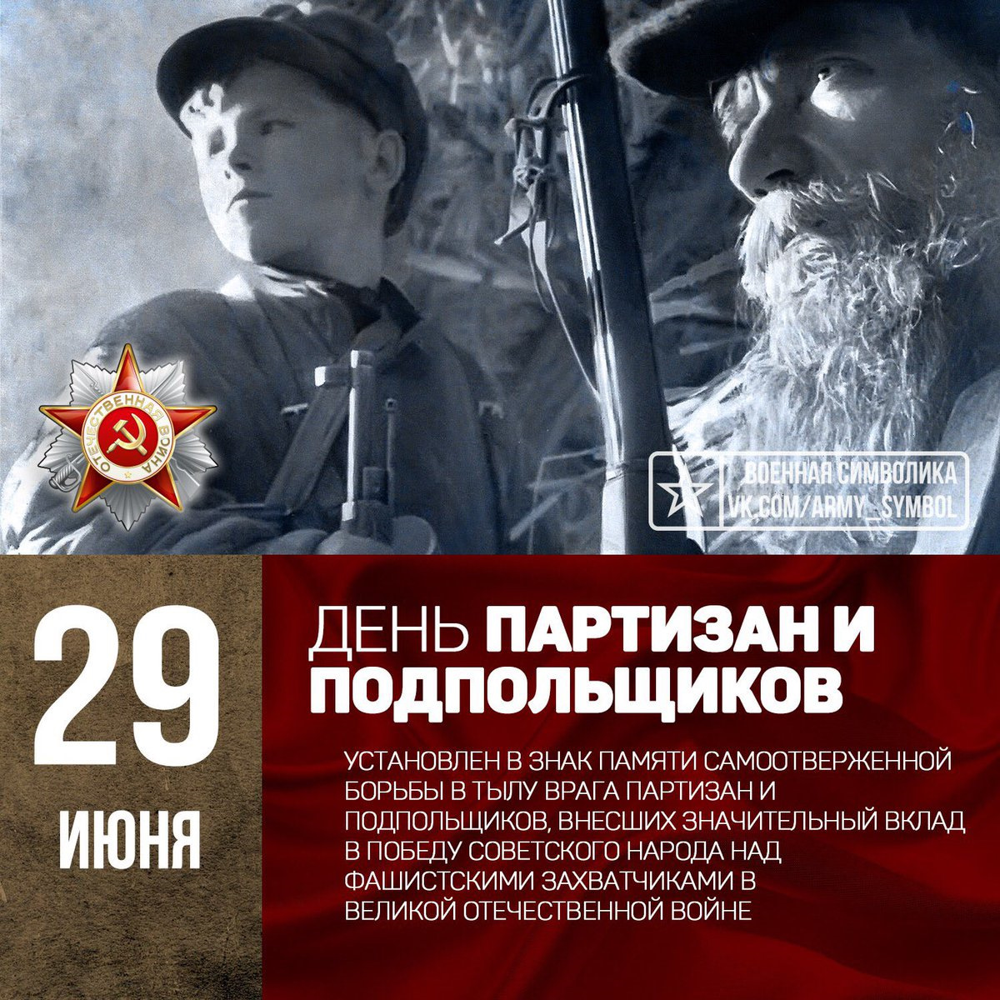 ОТЕЧЕСТВЕННАЯ ВОЙНА
ВОЕННАЯ СИМВОЛИКА
VK.COM/ARMY_SYMBOL
29
ИЮНЯ
ДЕНЬ ПАРТИЗАН И
ПОДПОЛЬЩИКОВ
УСТАНОВЛЕН В ЗНАК ПАМЯТИ САМООТВЕРЖЕННОЙ
БОРЬБЫ В ТЫЛУ ВРАГА ПАРТИЗАН И
ПОДПОЛЬЩИКОВ, ВНЕСШИХ ЗНАЧИТЕЛЬНЫЙ ВКЛАД
В ПОБЕДУ СОВЕТСКОГО НАРОДА НАД
ФАШИСТСКИМИ ЗАХВАТЧИКАМИ В
ВЕЛИКОЙ ОТЕЧЕСТВЕННОЙ ВОЙНЕ